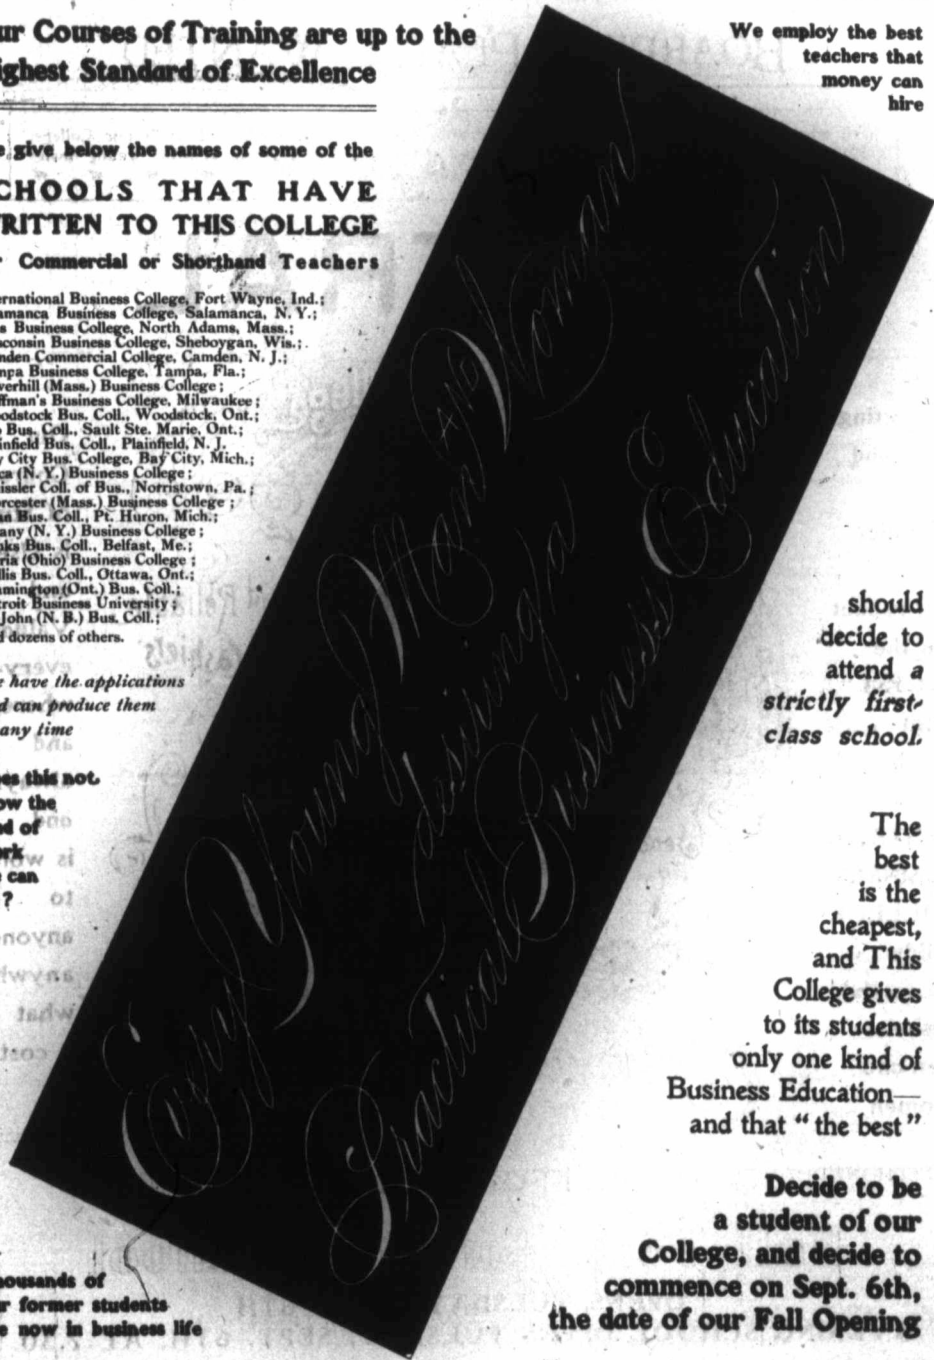 ur Courses of Training are up to the
ighest Standard of Excellence
We employ the best
teachers that
money can
hire
e give below the names of some of the
CHOOLS THAT HAVE
RITTEN TO THIS COLLEGE
r Commercial or Shorthand Teachers
ernational Business College, Fort Wayne, Ind.;
amanca Business College, Salamanca, N. Y.;
s Business College, North Adams, Mass.;
sconsin Business College, Sheboygan, Wis.;
nden Commercial College, Camden, N. J.;
npa Business College, Tampa, Fla.;
verhill (Mass.) Business College;
ffman's Business College, Milwaukee;
odstock Bus. Coll., Woodstock, Ont.;
Bus. Coll., Sault Ste. Marie, Ont.;
infield Bus. Coll., Plainfield, N. J.
y City Bus. College, Bay City, Mich.;
ca (N. Y.) Business College;
issler Coll. of Bus., Norristown, Pa.;
rcester (Mass.) Business College;
an Bus. Coll., Pt. Huron, Mich.;
any (N. Y.) Business College;
nks Bus. Coll., Belfast, Me.;
ria (Ohio) Business College;
llis Bus. Coll., Ottawa, Ont.;
mington (Ont.) Bus. Coll.;
troit Business University;
John (N. B.) Bus. Coll.;
d dozens of others.
e have the applications
d can produce them
any time
es this not
ow the
d of
rk
e can
?
Every Young Man and Woman
desiring a
Practical Business Education
should
decide to
attend a
strictly first-
class school.
The
best
is the
cheapest,
and This
College gives
to its students
only one kind of
Business Education—
and that "the best"
Decide to be
a student of our
College, and decide to
commence on Sept. 6th,
the date of our Fall Opening
housands of
r former students
e now in business life